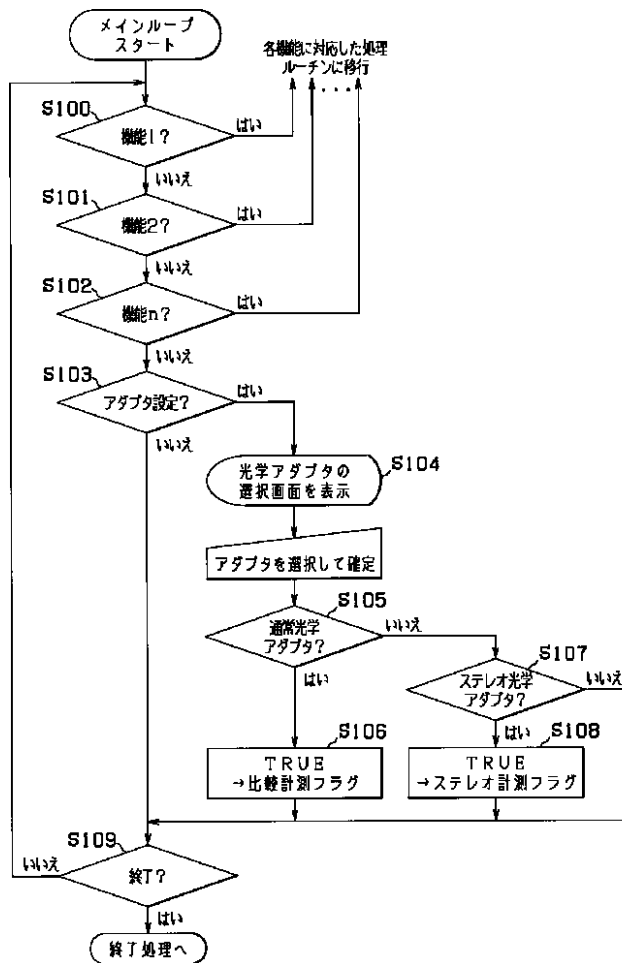 メインループ
スタート
各機能に対応した処理
ルーチンに移行
S100
機能1?
はい
・・・
いいえ
S101
機能2?
はい
いいえ
S102
機能n?
はい
いいえ
S103
アダプタ設定?
はい
いいえ
光学アダプタの
選択画面を表示
S104
アダプタを選択して確定
S105
通常光学
アダプタ?
いいえ
はい
S107
ステレオ光学
アダプタ?
いいえ
はい
S106
TRUE
→比較計測フラグ
S108
TRUE
→ステレオ計測フラグ
S109
終了?
いいえ
はい
終了処理へ